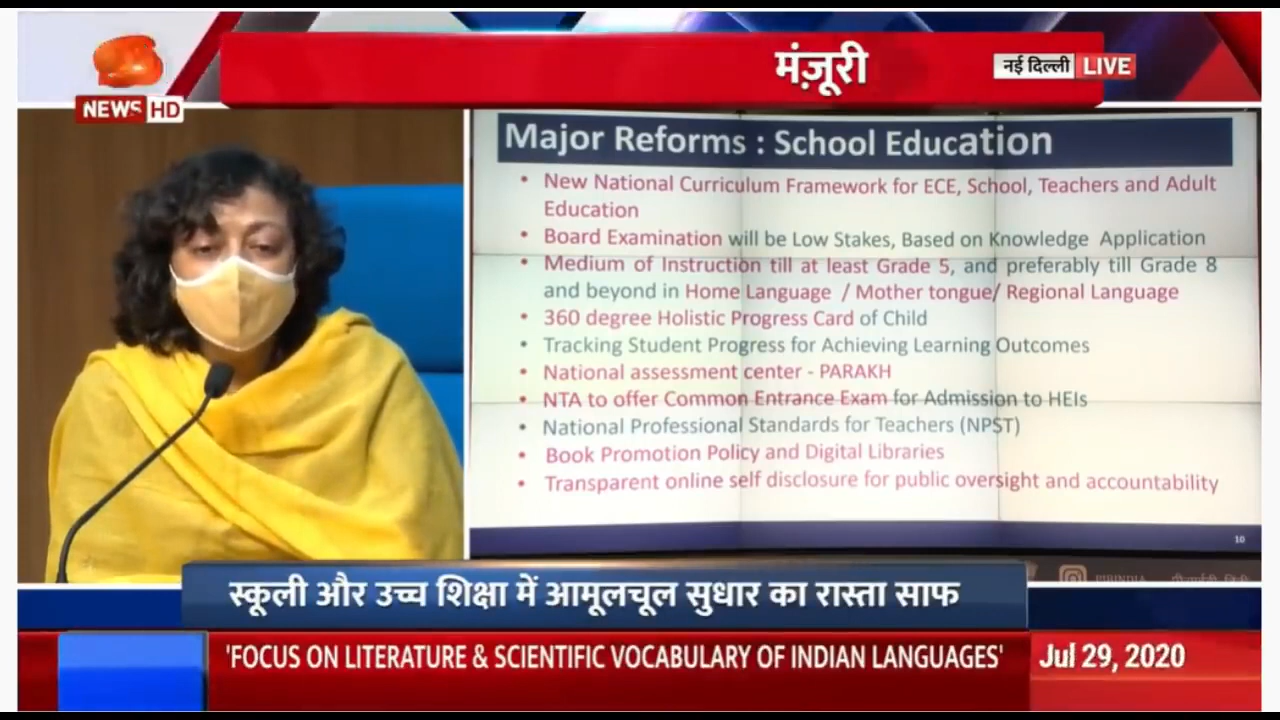 मंज़ूरी
नई दिल्ली LIVE
NEWS HD
Major Reforms : School Education
• New National Curriculum Framework for ECE, School, Teachers and Adult
Education
• Board Examination will be Low Stakes, Based on Knowledge Application
• Medium of Instruction till at least Grade 5, and preferably till Grade 8
and beyond in Home Language / Mother tongue/ Regional Language
• 360 degree Holistic Progress Card of Child
• Tracking Student Progress for Achieving Learning Outcomes
• National assessment center - PARAKH
• NTA to offer Common Entrance Exam for Admission to HEIs
• National Professional Standards for Teachers (NPST)
• Book Promotion Policy and Digital Libraries
• Transparent online self disclosure for public oversight and accountability
10
PIBINDIA
स्कूली और उच्च शिक्षा में आमूलचूल सुधार का रास्ता साफ
'FOCUS ON LITERATURE & SCIENTIFIC VOCABULARY OF INDIAN LANGUAGES'
Jul 29, 2020